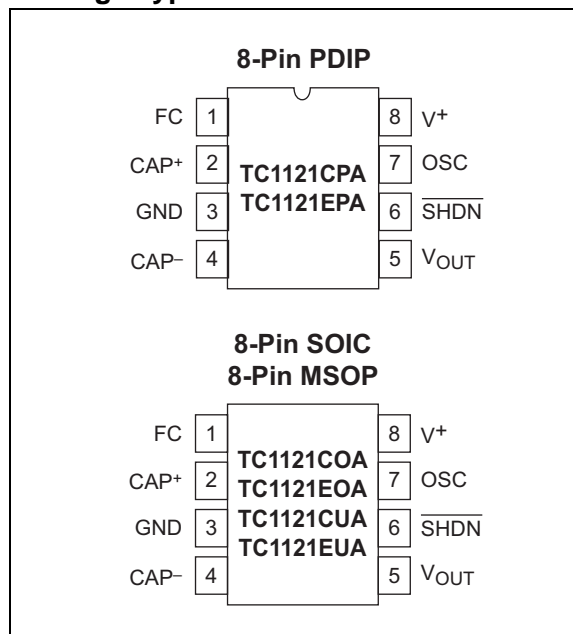 8-Pin PDIP
FC 1 8 V+
CAP+ 2 TC1121CPA 7 OSC
GND 3 TC1121EPA 6 SHDN
CAP– 4 5 VOUT
8-Pin SOIC
8-Pin MSOP
FC 1 8 V+
CAP+ 2 TC1121COA 7 OSC
TC1121EOA
GND 3 TC1121CUA 6 SHDN
TC1121EUA
CAP– 4 5 VOUT